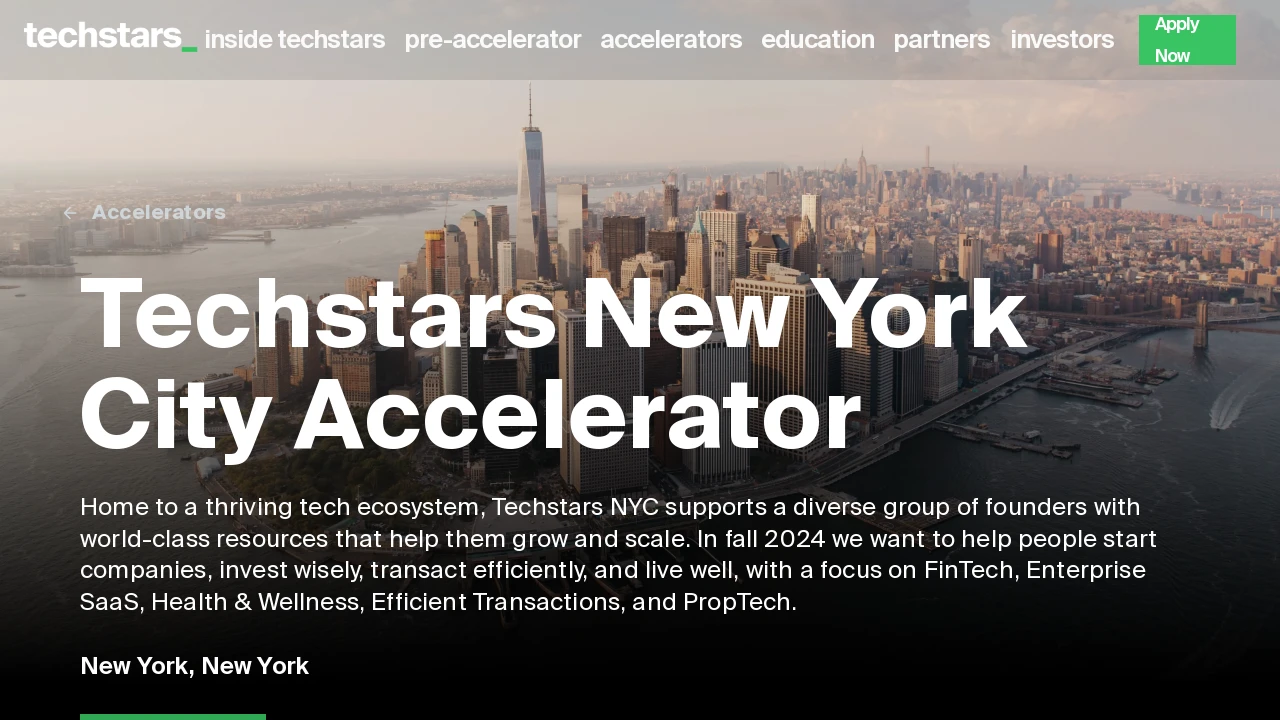 techstars_ inside techstars pre-accelerator accelerators education partners investors Apply
Now
← Accelerators
Techstars New York
City Accelerator
Home to a thriving tech ecosystem, Techstars NYC supports a diverse group of founders with
world-class resources that help them grow and scale. In fall 2024 we want to help people start
companies, invest wisely, transact efficiently, and live well, with a focus on FinTech, Enterprise
SaaS, Health & Wellness, Efficient Transactions, and PropTech.
New York, New York